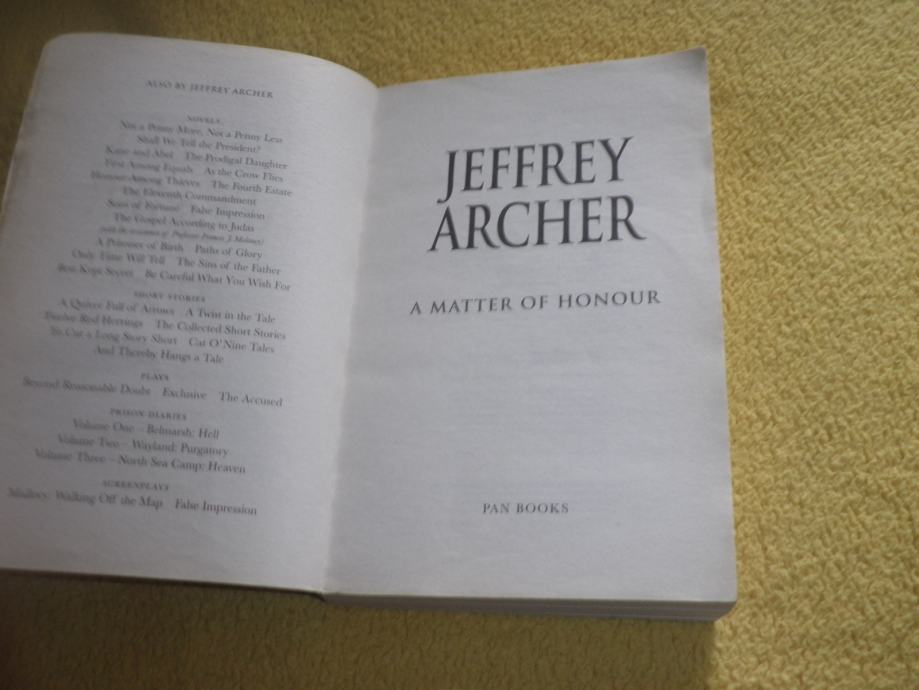 ALSO BY JEFFREY ARCHER
NOVELS
Not a Penny More, Not a Penny Less
Shall We Tell the President?
Kane and Abel The Prodigal Daughter
First Among Equals As the Crow Flies
Honour Among Thieves The Fourth Estate
The Eleventh Commandment
Sons of Fortune False Impression
The Gospel According to Judas
(with the assistance of Professor Francis J. Moloney)
A Prisoner of Birth Paths of Glory
Only Time Will Tell The Sins of the Father
Best Kept Secret Be Careful What You Wish For
SHORT STORIES
A Quiver Full of Arrows A Twist in the Tale
Twelve Red Herrings The Collected Short Stories
To Cut a Long Story Short Cat O'Nine Tales
And Thereby Hangs a Tale
PLAYS
Beyond Reasonable Doubt Exclusive The Accused
PRISON DIARIES
Volume One – Belmarsh: Hell
Volume Two – Wayland: Purgatory
Volume Three – North Sea Camp: Heaven
SCREENPLAYS
Mallory: Walking Off the Map False Impression
JEFFREY
ARCHER
A MATTER OF HONOUR
PAN BOOKS